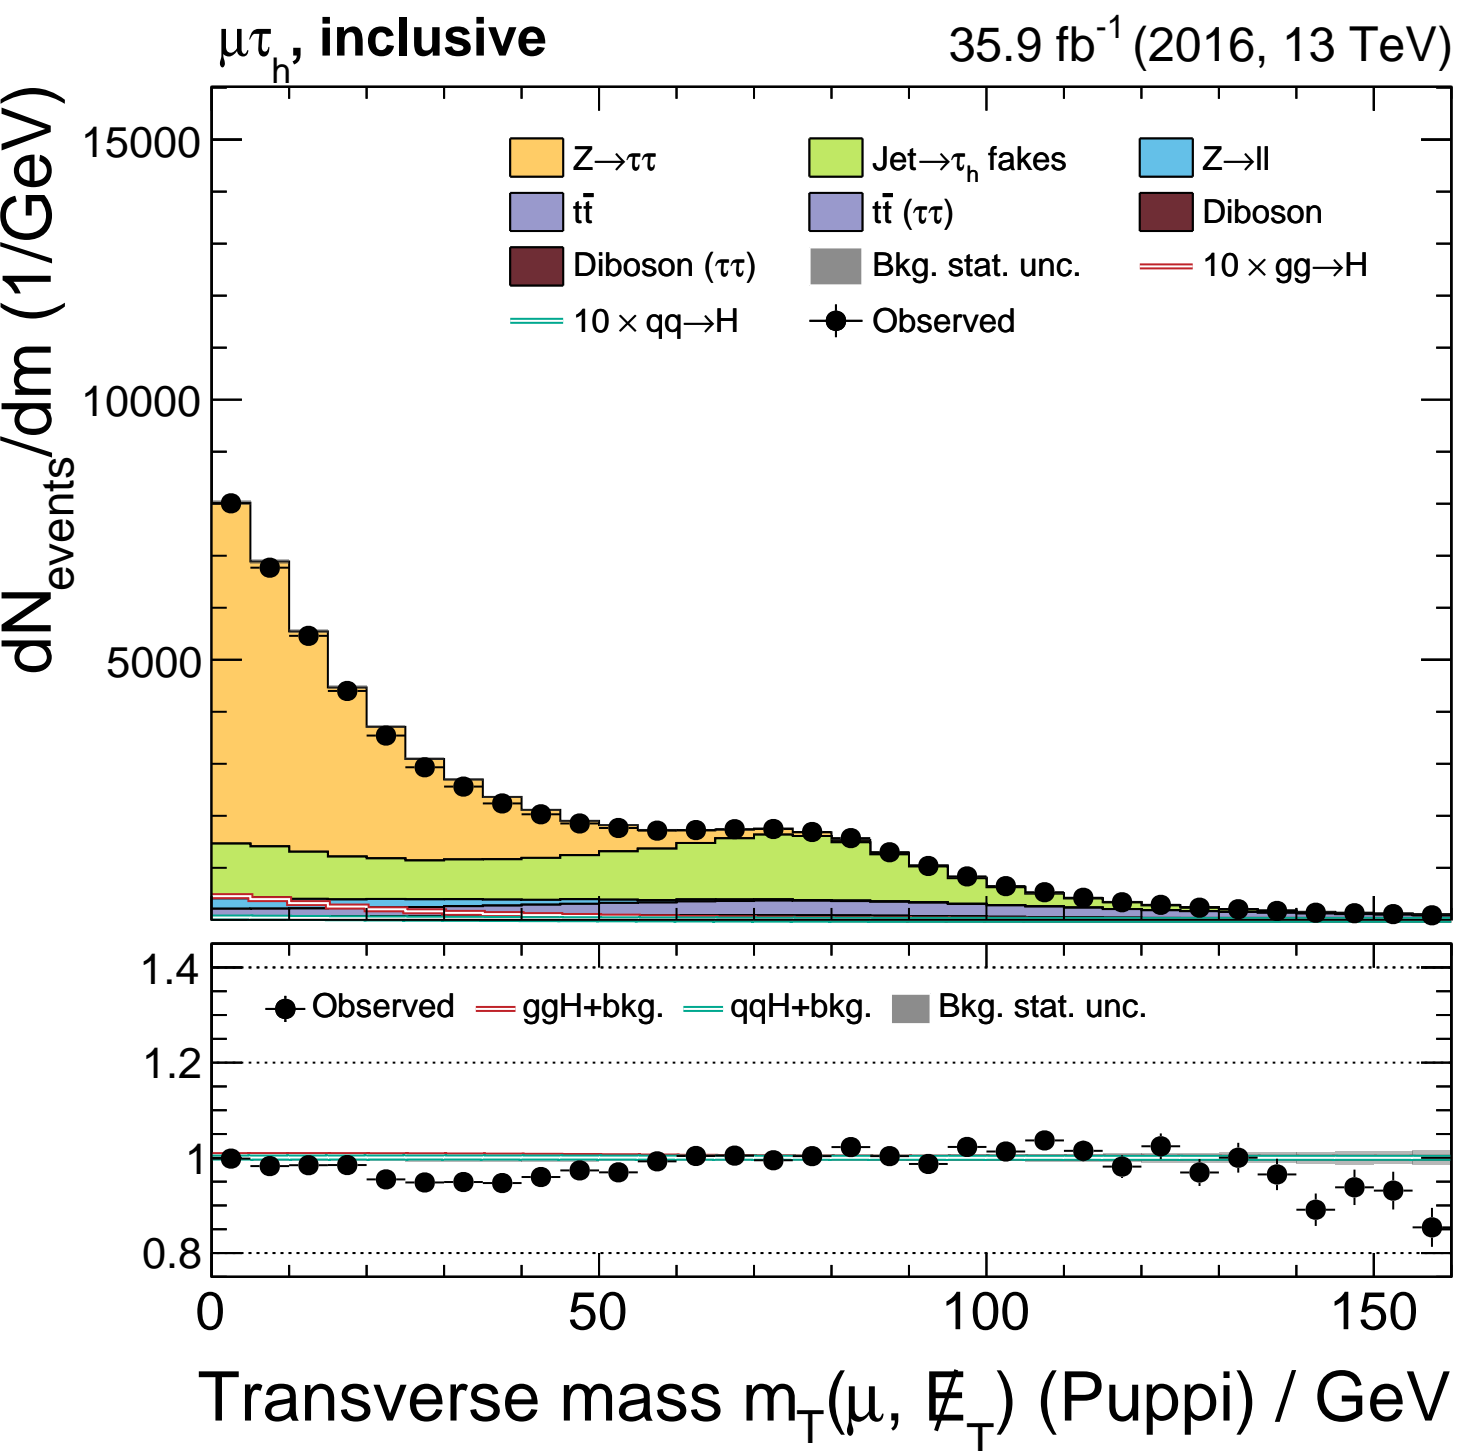 μτh, inclusive 35.9 fb-1 (2016, 13 TeV)
dNevents/dm (1/GeV)
15000
10000
5000
Z→ττ Jet→τh fakes Z→ll
tt̄ tt̄ (ττ) Diboson
Diboson (ττ) Bkg. stat. unc. 10 × gg→H
10 × qq→H Observed
1.4
Observed ggH+bkg. qqH+bkg. Bkg. stat. unc.
1.2
1
0.8
0 50 100 150
Transverse mass mT(μ, E̸T) (Puppi) / GeV